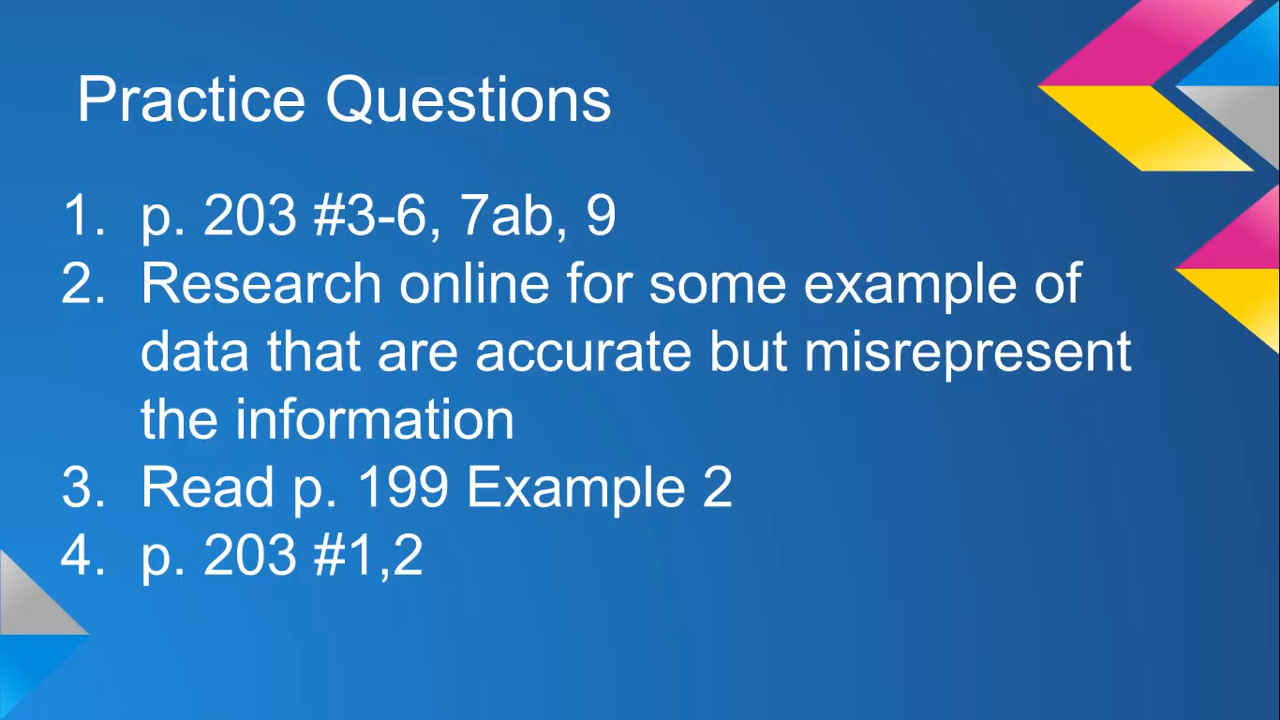 Practice Questions
1. p. 203 #3-6, 7ab, 9
2. Research online for some example of
data that are accurate but misrepresent
the information
3. Read p. 199 Example 2
4. p. 203 #1,2